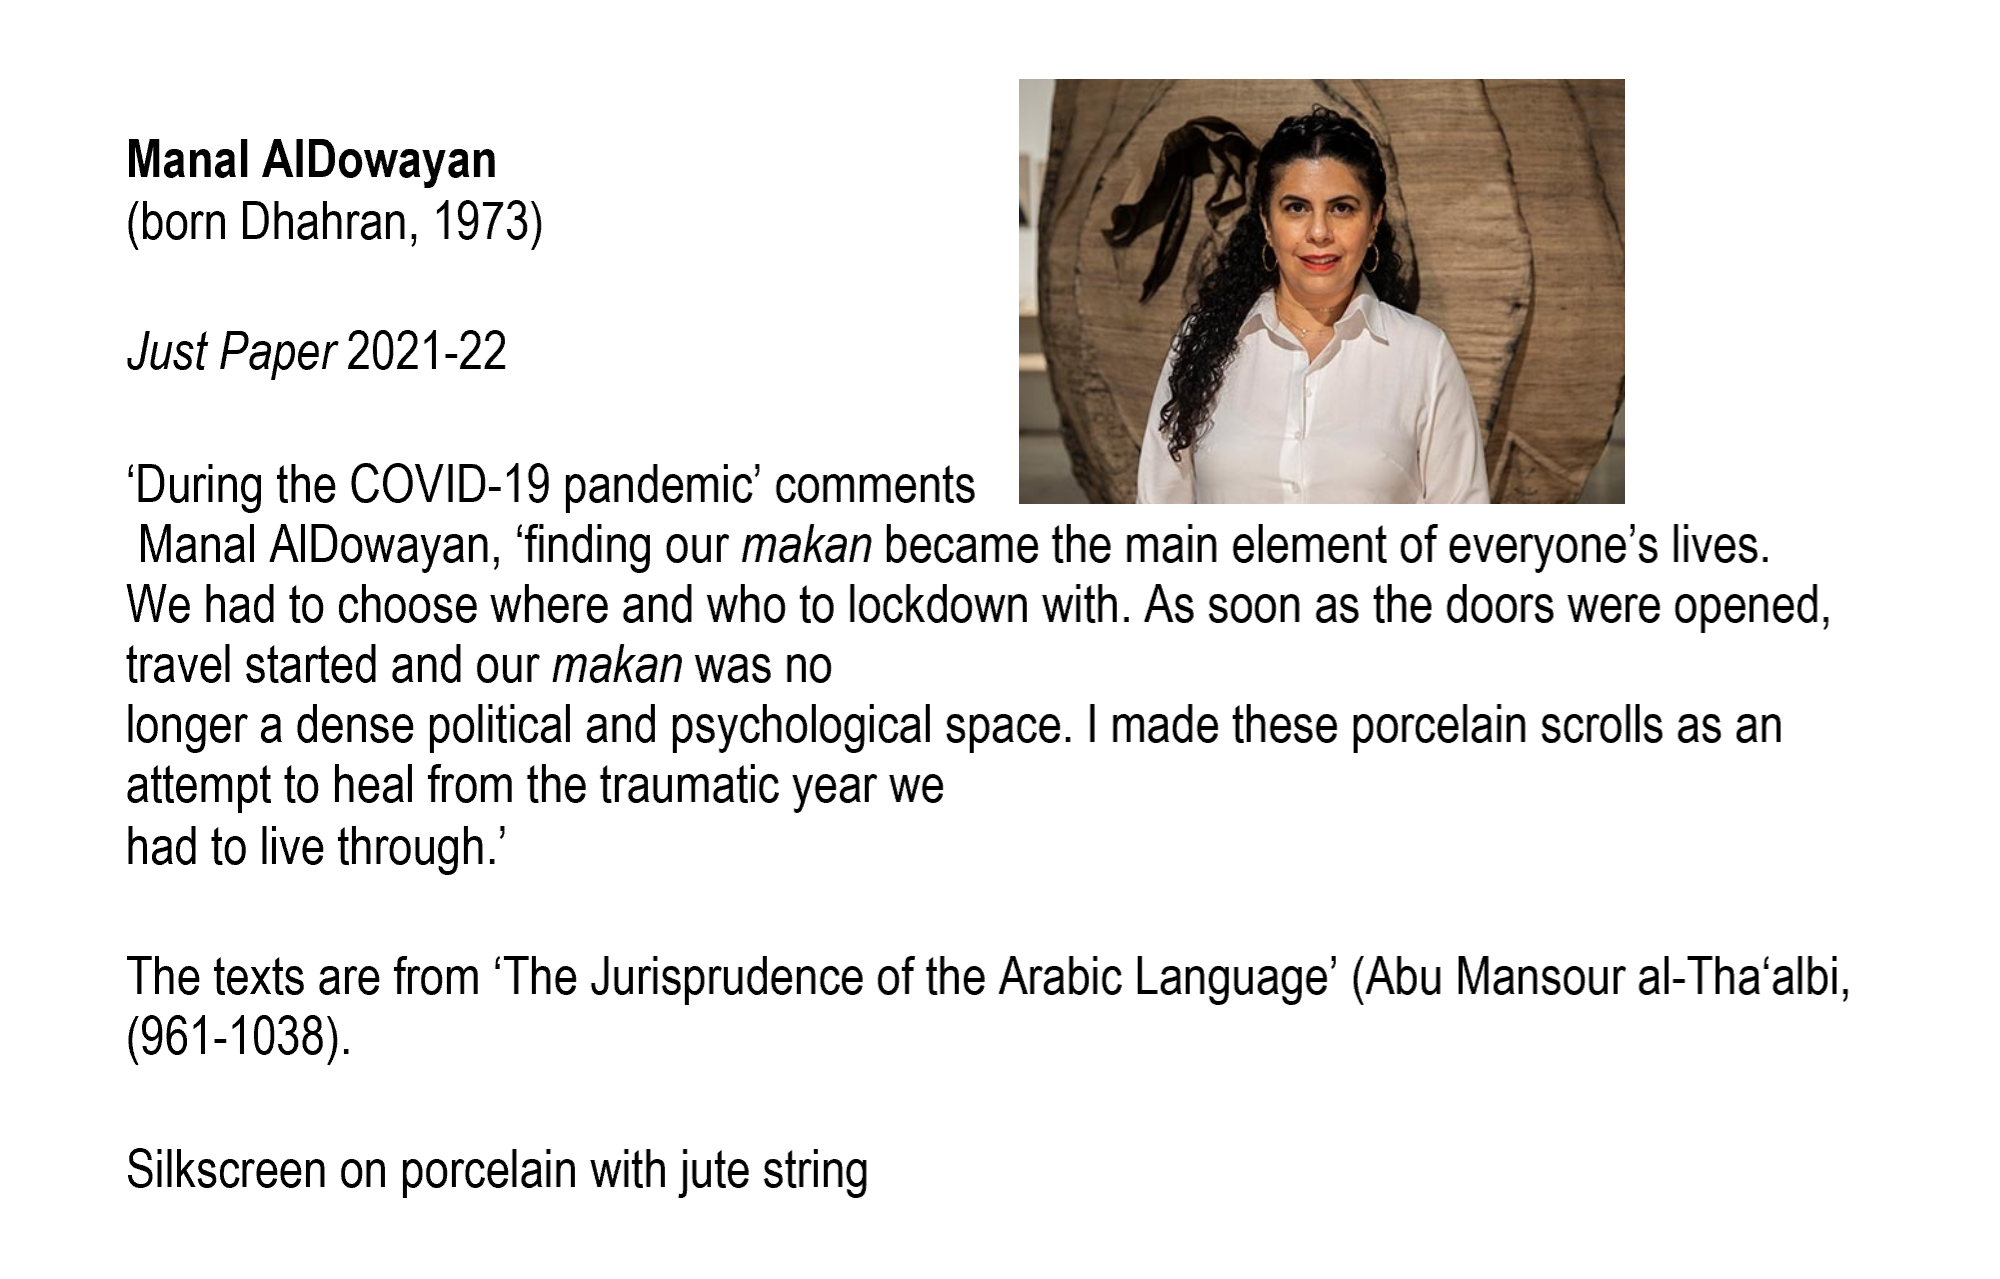 Manal AlDowayan
(born Dhahran, 1973)
Just Paper 2021-22
‘During the COVID-19 pandemic’ comments
Manal AlDowayan, ‘finding our makan became the main element of everyone’s lives.
We had to choose where and who to lockdown with. As soon as the doors were opened,
travel started and our makan was no
longer a dense political and psychological space. I made these porcelain scrolls as an
attempt to heal from the traumatic year we
had to live through.’
The texts are from ‘The Jurisprudence of the Arabic Language’ (Abu Mansour al-Tha‘albi,
(961-1038).
Silkscreen on porcelain with jute string